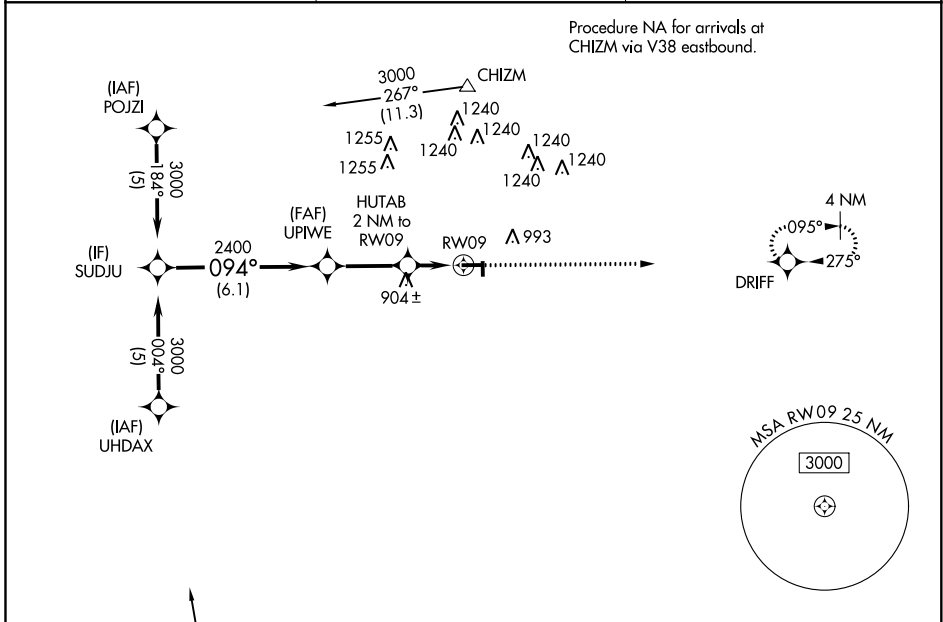 Procedure NA for arrivals at
CHIZM via V38 eastbound.
(IAF)
POJZI
3000
184°
(5)
3000
267°
(11.3)
CHIZM
1240
1240
1240
1255
1255
1240
1240
1240
(IF)
SUDJU
2400
094°
(6.1)
(FAF)
UPIWE
HUTAB
2 NM to
RW09
904±
RW09
993
4 NM
095°
275°
DRIFF
3000
004°
(5)
(IAF)
UHDAX
MSA RW09 25 NM
3000